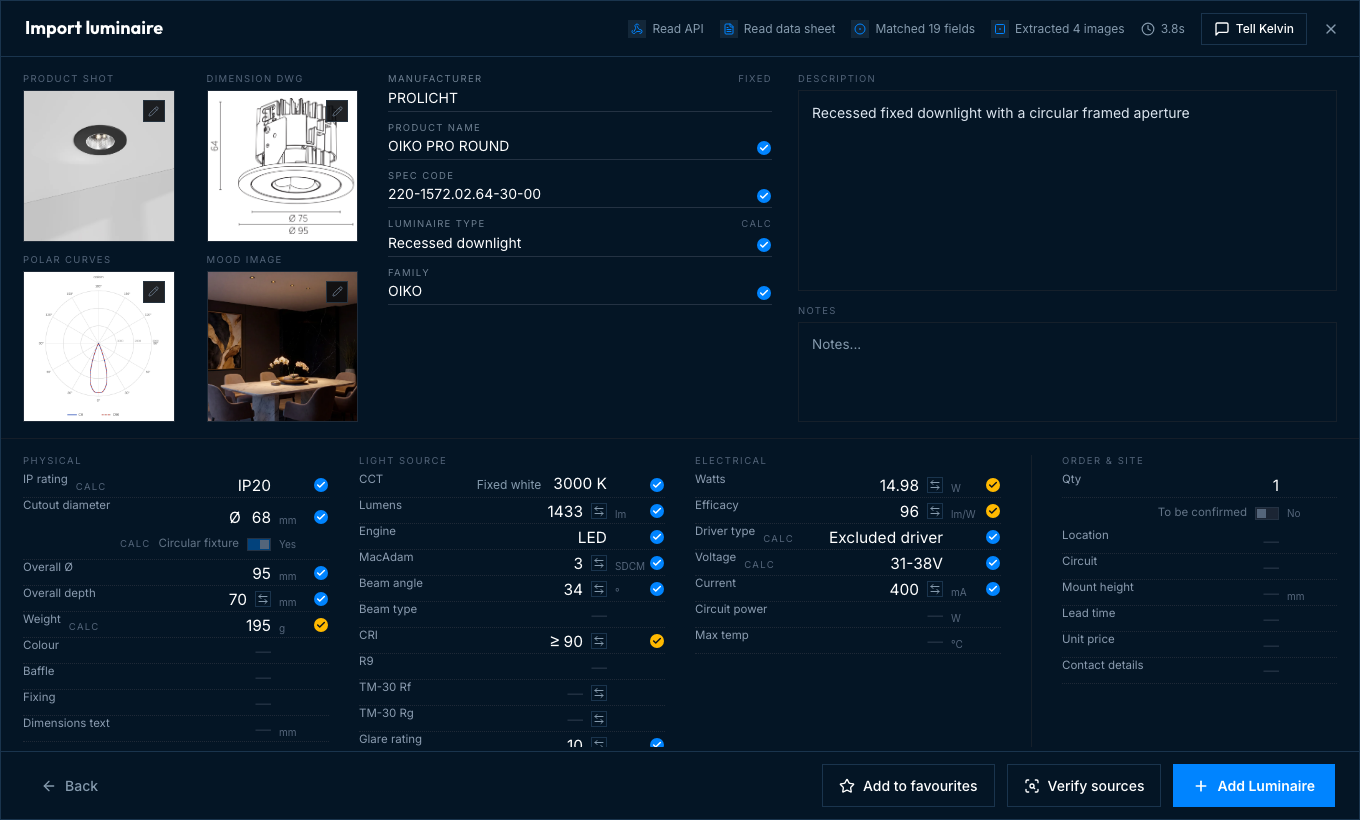 Import luminaire
Read API
Read data sheet
Matched 19 fields
Extracted 4 images
3.8s
Tell Kelvin
PRODUCT SHOT
DIMENSION DWG
64
Ø 75
Ø 95
POLAR CURVES
MOOD IMAGE
MANUFACTURER
FIXED
PROLICHT
PRODUCT NAME
OIKO PRO ROUND
SPEC CODE
220-1572.02.64-30-00
LUMINAIRE TYPE
CALC
Recessed downlight
FAMILY
OIKO
DESCRIPTION
Recessed fixed downlight with a circular framed aperture
NOTES
Notes...
PHYSICAL
IP rating CALC IP20
Cutout diameter
Ø 68 mm
CALC Circular fixture Yes
Overall Ø 95 mm
Overall depth 70 mm
Weight CALC 195 g
Colour —
Baffle —
Fixing —
Dimensions text — mm
LIGHT SOURCE
CCT Fixed white 3000 K
Lumens 1433 lm
Engine LED
MacAdam 3 SDCM
Beam angle 34 °
Beam type —
CRI ≥ 90
R9 —
TM-30 Rf —
TM-30 Rg —
Glare rating 10
ELECTRICAL
Watts 14.98 W
Efficacy 96 lm/W
Driver type CALC Excluded driver
Voltage CALC 31-38V
Current 400 mA
Circuit power — W
Max temp — °C
ORDER & SITE
Qty 1
To be confirmed No
Location —
Circuit —
Mount height — mm
Lead time —
Unit price —
Contact details —
Back
Add to favourites
Verify sources
Add Luminaire